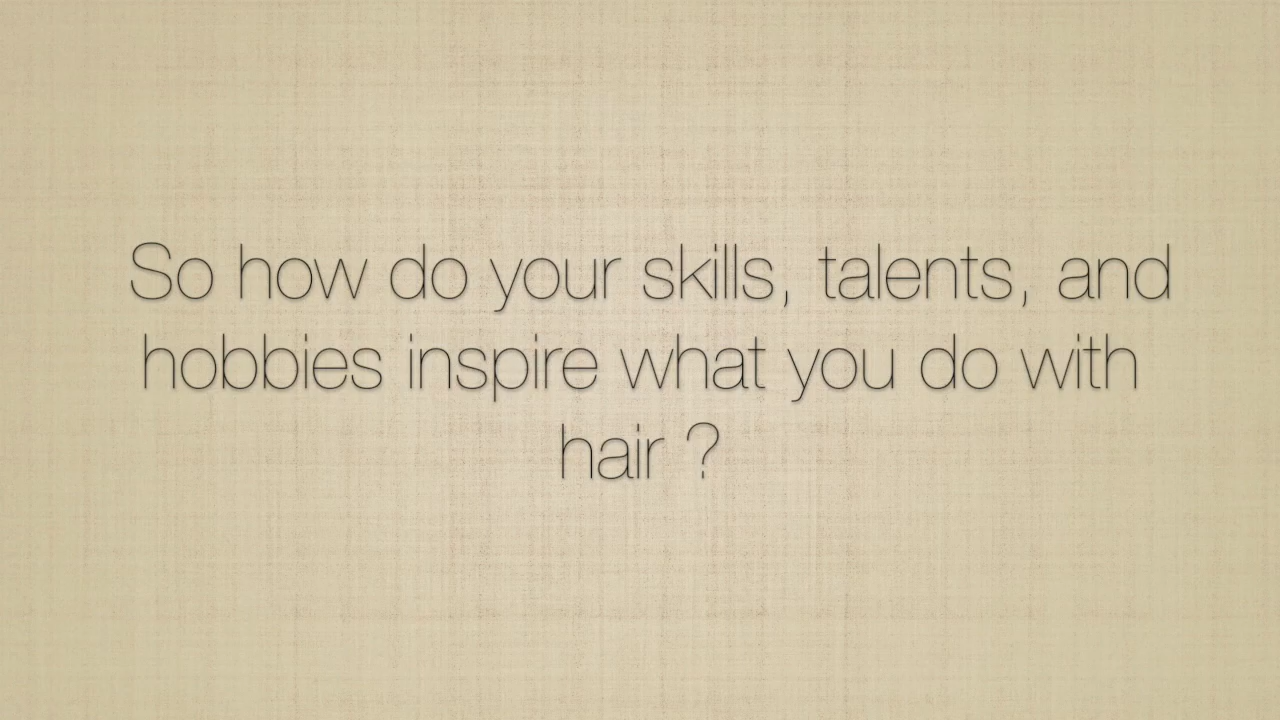 So how do your skills, talents, and
hobbies inspire what you do with
hair ?